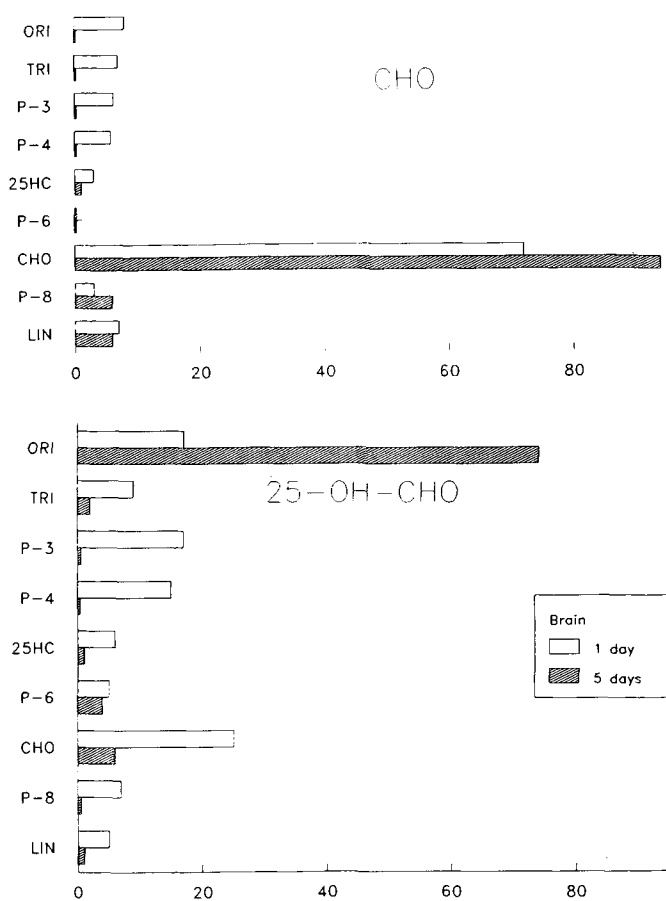 ORI
TRI
P-3
CHO
P-4
25HC
P-6
CHO
P-8
LIN
0 20 40 60 80
ORI
TRI
25-OH-CHO
P-3
P-4
Brain
25HC
1 day
5 days
P-6
CHO
P-8
LIN
0 20 40 60 80